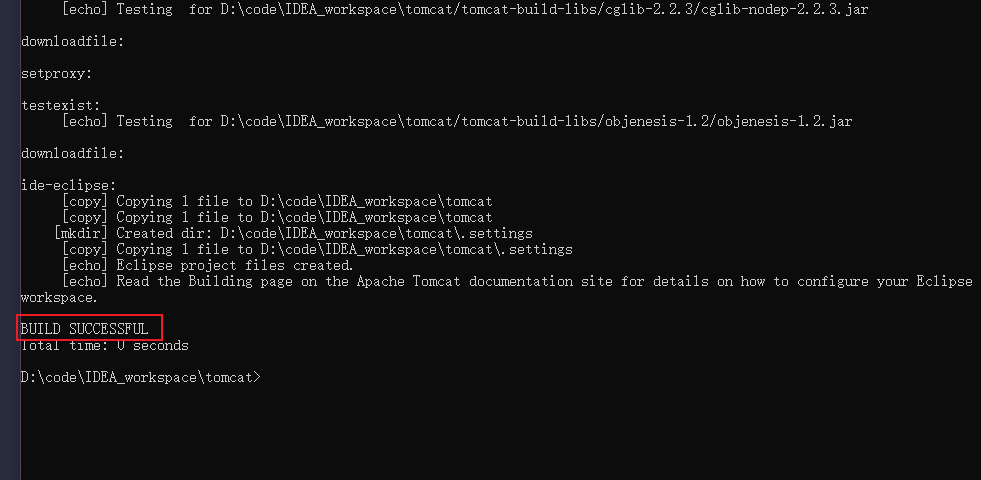 [echo] Testing  for D:\code\IDEA_workspace\tomcat/tomcat-build-libs/cglib-2.2.3/cglib-nodep-2.2.3.jar
downloadfile:
setproxy:
testexist:
[echo] Testing  for D:\code\IDEA_workspace\tomcat/tomcat-build-libs/objenesis-1.2/objenesis-1.2.jar
downloadfile:
ide-eclipse:
[copy] Copying 1 file to D:\code\IDEA_workspace\tomcat
[copy] Copying 1 file to D:\code\IDEA_workspace\tomcat
[mkdir] Created dir: D:\code\IDEA_workspace\tomcat\.settings
[copy] Copying 1 file to D:\code\IDEA_workspace\tomcat\.settings
[echo] Eclipse project files created.
[echo] Read the Building page on the Apache Tomcat documentation site for details on how to configure your Eclipse
workspace.
BUILD SUCCESSFUL
Total time: 0 seconds
D:\code\IDEA_workspace\tomcat>